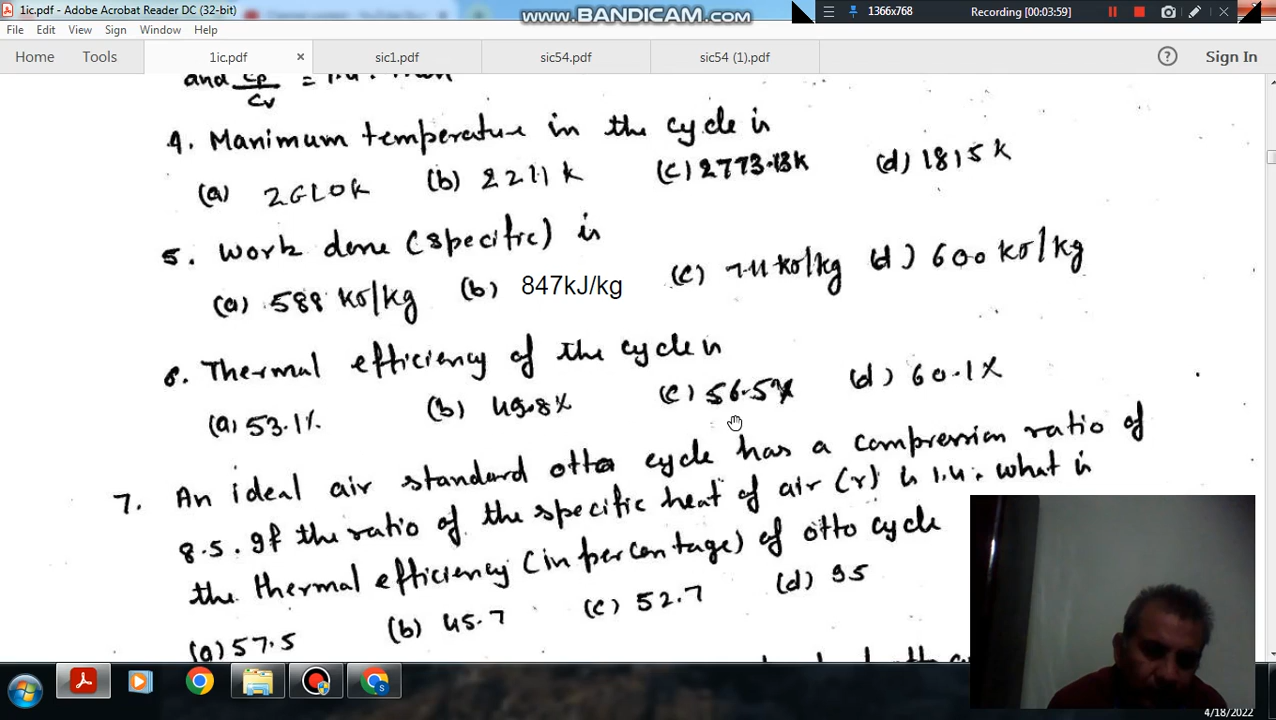 1ic.pdf - Adobe Acrobat Reader DC (32-bit)
www.BANDICAM.com
1366x768
Recording [00:03:59]
File Edit View Sign Window Help
Home Tools 1ic.pdf × sic1.pdf sic54.pdf sic54 (1).pdf ? Sign In
and Cp/Cv =
4. Manimum temperature in the cycle is
(a) 2610K (b) 2211 K (c) 2773.13K (d) 1815 K
5. Work done (specific) is
(a) 588 KJ/kg (b) 847kJ/kg (c) 711 KJ/kg (d) 600 KJ/kg
6. Thermal efficiency of the cycle is
(a) 53.1% (b) 49.8% (c) 56.5% (d) 60.1%
7. An ideal air standard otto cycle has a compression ratio of
8.5. If the ratio of the specific heat of air (r) is 1.4, what is
the thermal efficiency (in percentage) of otto cycle
(a) 57.5 (b) 45.7 (c) 52.7 (d) 95
4/18/2022